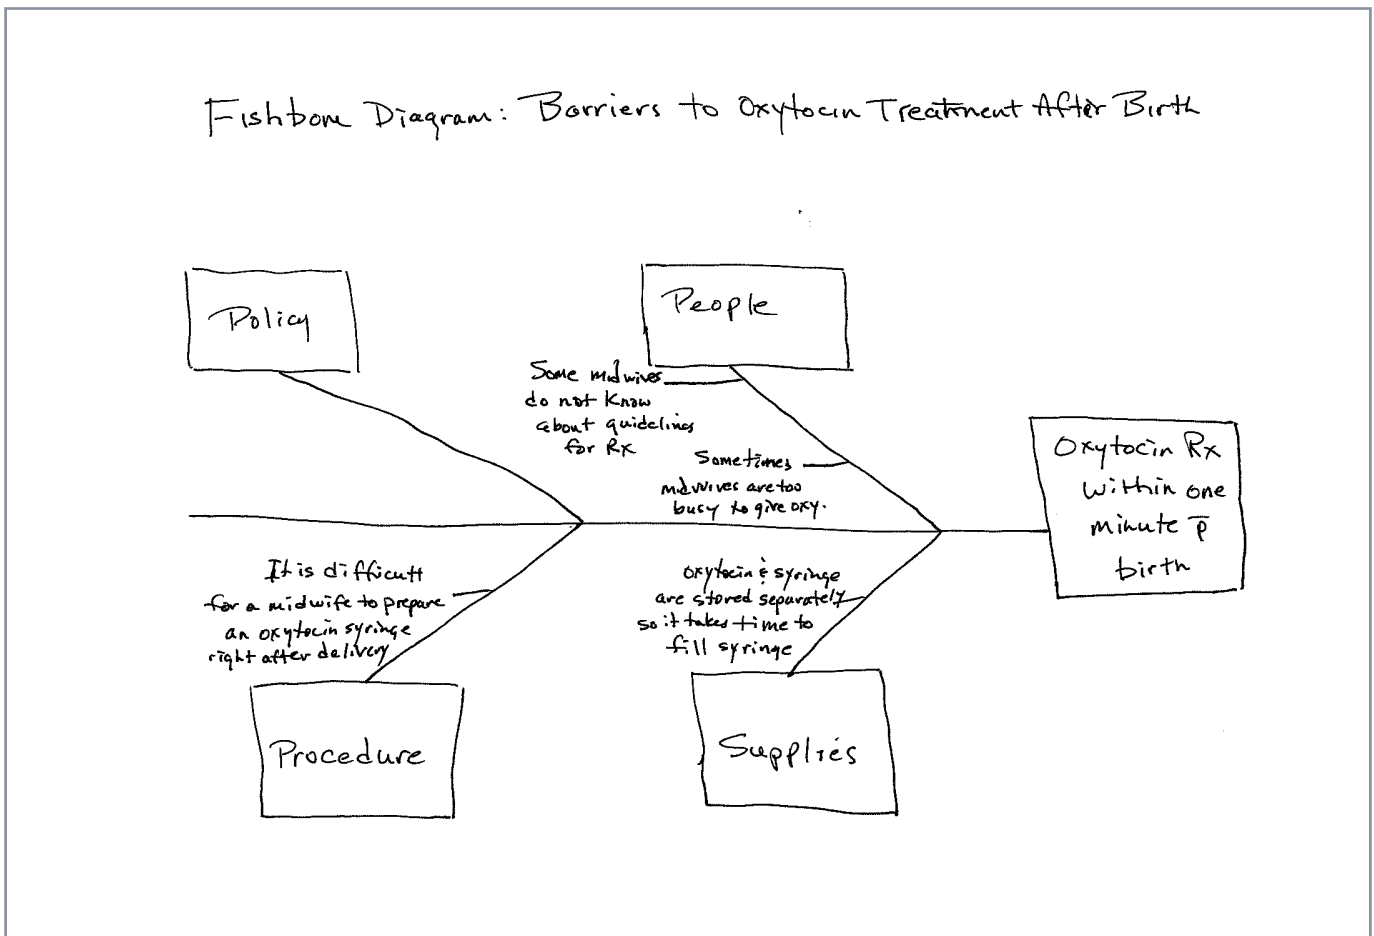 Fishbone Diagram: Barriers to Oxytocin Treatment After Birth
Policy
People
Some midwives
do not know
about guidelines
for Rx
Sometimes
midwives are too
busy to give oxy.
Oxytocin Rx
within one
minute p̄
birth
It is difficult
for a midwife to prepare
an oxytocin syringe
right after delivery
Oxytocin & syringe
are stored separately
so it takes time to
fill syringe
Procedure
Supplies